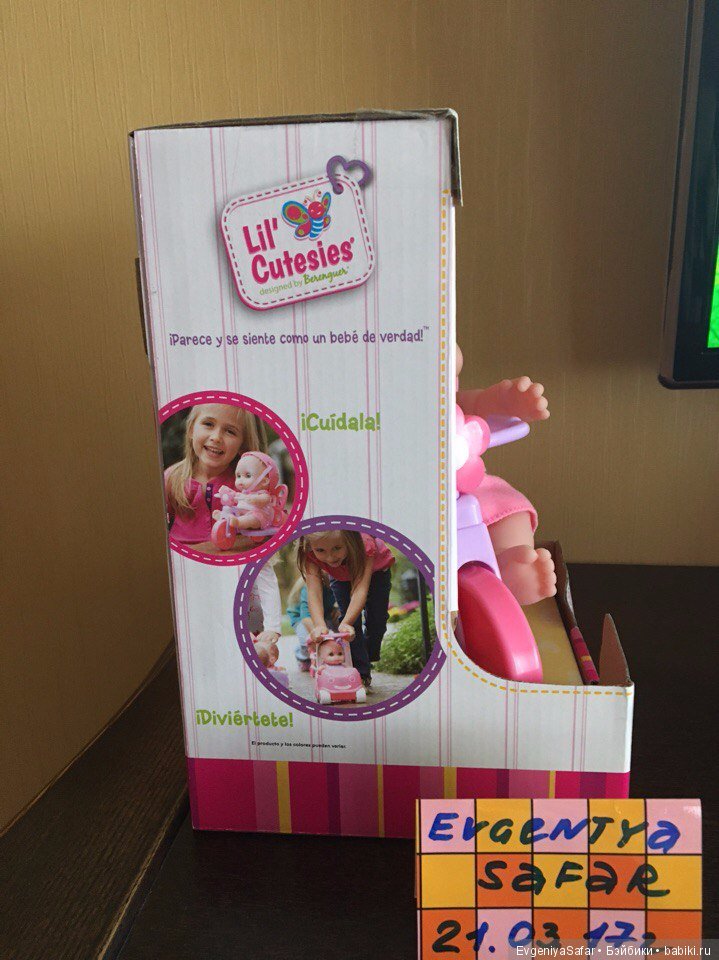 Lil'
Cutesies®
designed by Berenguer®
¡Parece y se siente como un bebé de verdad!™
¡Cuídala!
¡Diviértete!
El producto y los colores pueden variar.
EvgeniYa
SaFaR
21.03.17г
EvgeniyaSafar • Бэйбики • babiki.ru